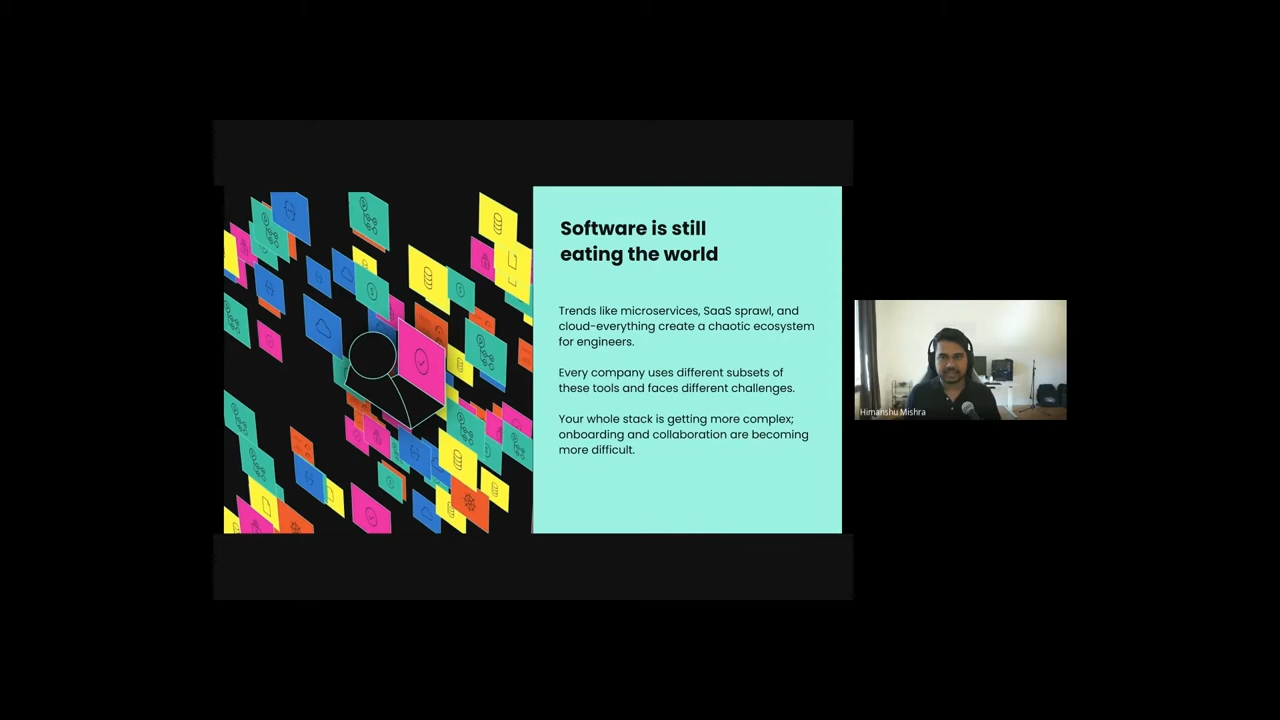 Software is still
eating the world
Trends like microservices, SaaS sprawl, and
cloud-everything create a chaotic ecosystem
for engineers.
Every company uses different subsets of
these tools and faces different challenges.
Your whole stack is getting more complex;
onboarding and collaboration are becoming
more difficult.
Himanshu Mishra